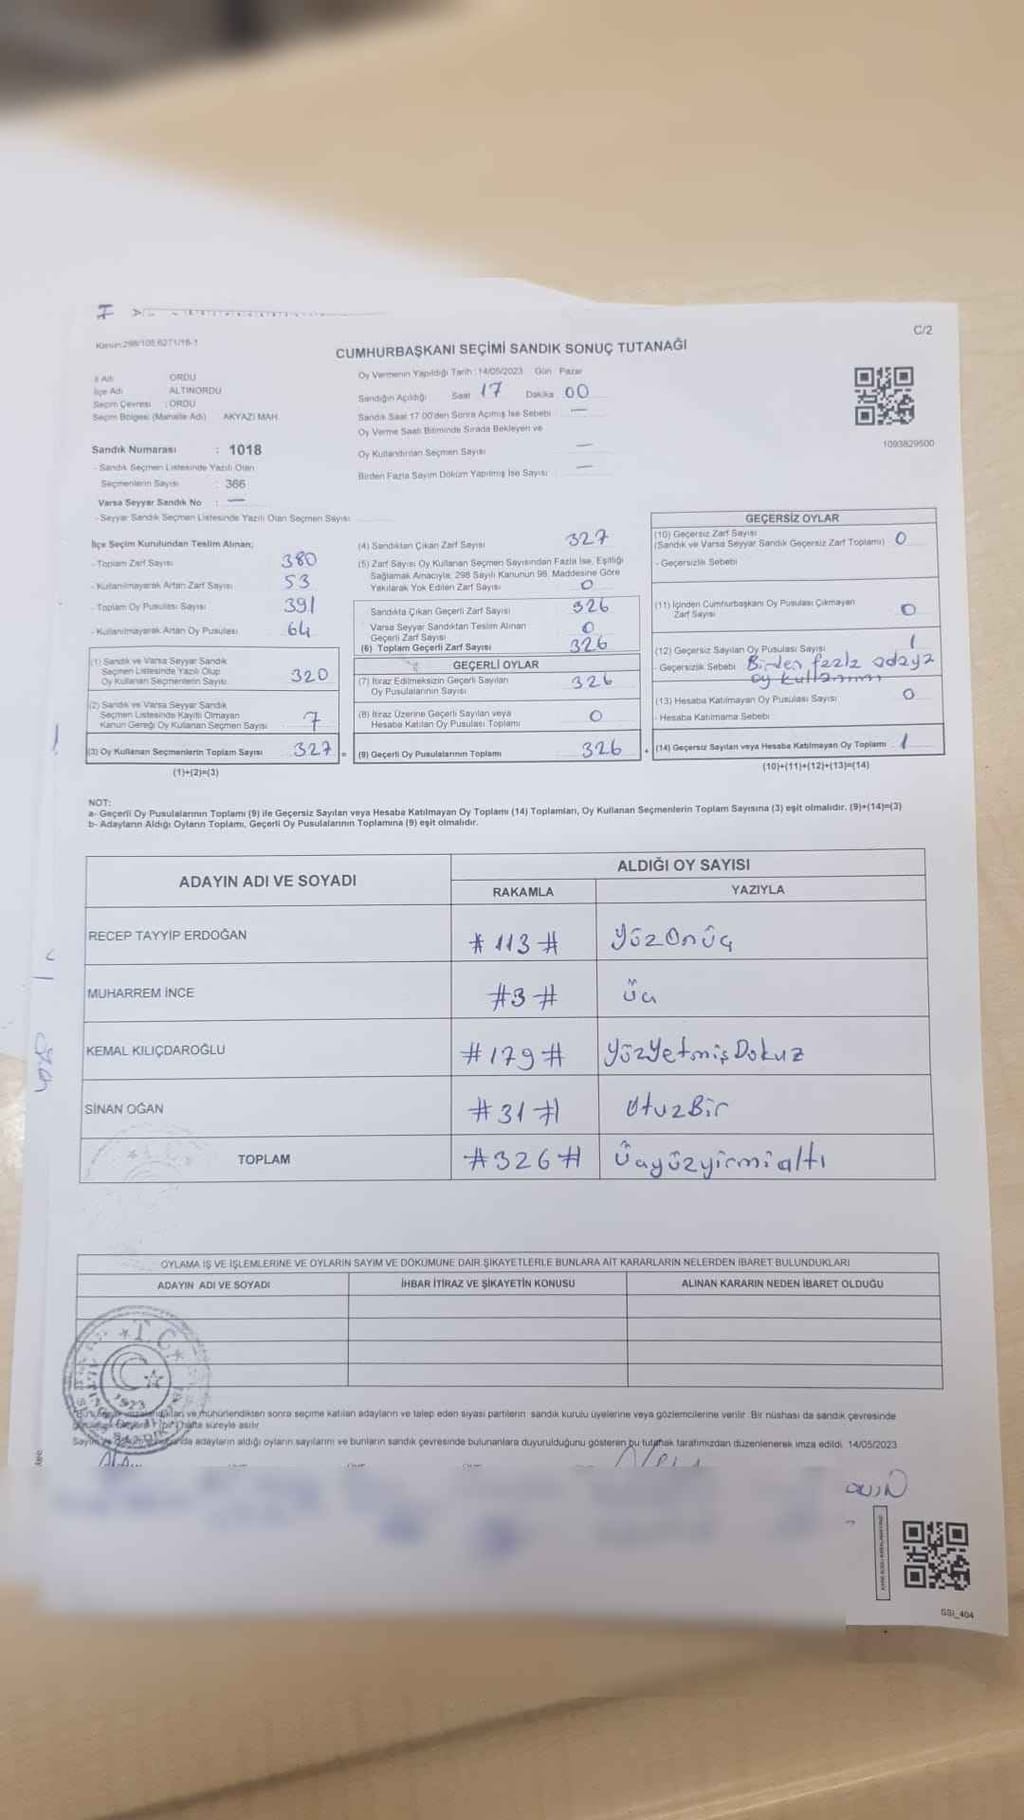 C/2
Kanun:298/105,6271/16-1
CUMHURBAŞKANI SEÇİMİ SANDIK SONUÇ TUTANAĞI
İl Adı : ORDU
İlçe Adı : ALTINORDU
Seçim Çevresi : ORDU
Seçim Bölgesi (Mahalle Adı) : AKYAZI MAH.
Sandık Numarası : 1018
- Sandık Seçmen Listesinde Yazılı Olan
Seçmenlerin Sayısı : 366
Varsa Seyyar Sandık No : —
- Seyyar Sandık Seçmen Listesinde Yazılı Olan Seçmen Sayısı
Oy Vermenin Yapıldığı Tarih : 14/05/2023 Gün : Pazar
Sandığın Açıldığı Saat 17 Dakika 00
Sandık Saat 17.00'den Sonra Açılmış İse Sebebi —
Oy Verme Saati Bitiminde Sırada Bekleyen ve
Oy Kullandırılan Seçmen Sayısı —
Birden Fazla Sayım Döküm Yapılmış İse Sayısı —
1093829500
İlçe Seçim Kurulundan Teslim Alınan;
- Toplam Zarf Sayısı 380
- Kullanılmayarak Artan Zarf Sayısı 53
- Toplam Oy Pusulası Sayısı 391
- Kullanılmayarak Artan Oy Pusulası 64
(1) Sandık ve Varsa Seyyar Sandık
Seçmen Listesinde Yazılı Olup
Oy Kullanan Seçmenlerin Sayısı 320
(2) Sandık ve Varsa Seyyar Sandık
Seçmen Listesinde Kayıtlı Olmayan
Kanun Gereği Oy Kullanan Seçmen Sayısı 7
(3) Oy Kullanan Seçmenlerin Toplam Sayısı 327 =
(1)+(2)=(3)
(4) Sandıktan Çıkan Zarf Sayısı 327
(5) Zarf Sayısı Oy Kullanan Seçmen Sayısından Fazla İse, Eşitliği
Sağlamak Amacıyla, 298 Sayılı Kanunun 98. Maddesine Göre
Yakılarak Yok Edilen Zarf Sayısı 0
Sandıkta Çıkan Geçerli Zarf Sayısı 326
Varsa Seyyar Sandıktan Teslim Alınan
Geçerli Zarf Sayısı 0
(6) Toplam Geçerli Zarf Sayısı 326
GEÇERLİ OYLAR
(7) İtiraz Edilmeksizin Geçerli Sayılan
Oy Pusulalarının Sayısı 326
(8) İtiraz Üzerine Geçerli Sayılan veya
Hesaba Katılan Oy Pusulası Toplamı 0
(9) Geçerli Oy Pusulalarının Toplamı 326 +
GEÇERSİZ OYLAR
(10) Geçersiz Zarf Sayısı
(Sandık ve Varsa Seyyar Sandık Geçersiz Zarf Toplamı) 0
- Geçersizlik Sebebi
(11) İçinden Cumhurbaşkanı Oy Pusulası Çıkmayan
Zarf Sayısı 0
(12) Geçersiz Sayılan Oy Pusulası Sayısı 1
- Geçersizlik Sebebi Birden fazla adaya
oy kullanımı
(13) Hesaba Katılmayan Oy Pusulası Sayısı 0
- Hesaba Katılmama Sebebi
(14) Geçersiz Sayılan veya Hesaba Katılmayan Oy Toplamı 1
(10)+(11)+(12)+(13)=(14)
NOT:
a- Geçerli Oy Pusulalarının Toplamı (9) ile Geçersiz Sayılan veya Hesaba Katılmayan Oy Toplamı (14) Toplamları, Oy Kullanan Seçmenlerin Toplam Sayısına (3) eşit olmalıdır. (9)+(14)=(3)
b- Adayların Aldığı Oyların Toplamı, Geçerli Oy Pusulalarının Toplamına (9) eşit olmalıdır.
ADAYIN ADI VE SOYADI
ALDIĞI OY SAYISI
RAKAMLA YAZIYLA
RECEP TAYYİP ERDOĞAN # 113 # YüzOnüç
MUHARREM İNCE #3# Üç
KEMAL KILIÇDAROĞLU #179# YüzYetmişDokuz
SİNAN OĞAN #31# OtuzBir
TOPLAM #326# Üçyüzyirmialtı
OYLAMA İŞ VE İŞLEMLERİNE VE OYLARIN SAYIM VE DÖKÜMÜNE DAİR ŞİKAYETLERLE BUNLARA AİT KARARLARIN NELERDEN İBARET BULUNDUKLARI
ADAYIN ADI VE SOYADI İHBAR İTİRAZ VE ŞİKAYETİN KONUSU ALINAN KARARIN NEDEN İBARET OLDUĞU
T.C.
1923
ve mühürlendikten sonra seçime katılan adayların ve talep eden siyasi partilerin sandık kurulu üyelerine veya gözlemcilerine verilir. Bir nüshası da sandık çevresinde
hafta süreyle asılır.
adayların aldığı oyların sayılarını ve bunların sandık çevresinde bulunanlara duyurulduğunu gösteren bu tutanak tarafımızdan düzenlenerek imza edildi. 14/05/2023
GSI_404